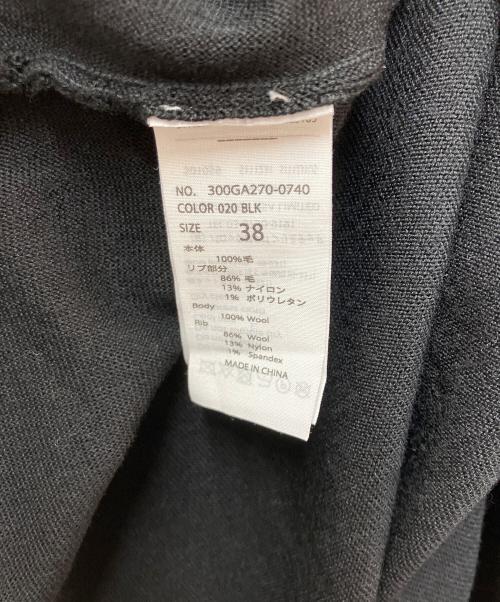 NO. 300GA270-0740
COLOR 020 BLK
SIZE 38
本体
100%毛
リブ部分
86% 毛
13% ナイロン
1% ポリウレタン
Body
100% Wool
Rib
86% Wool
13% Nylon
1% Spandex
MADE IN CHINA